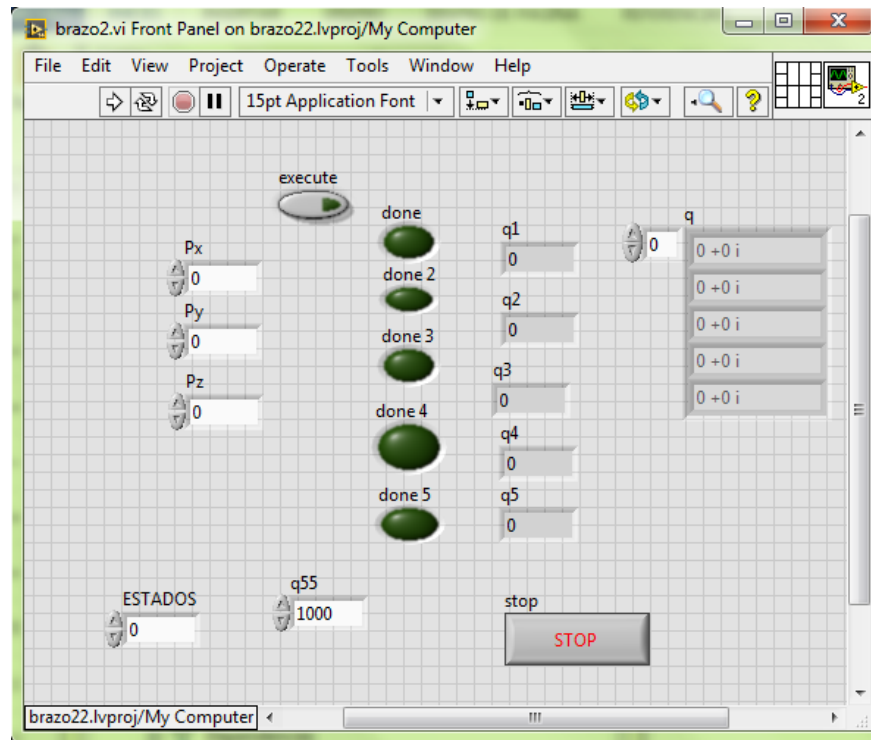 brazo2.vi Front Panel on brazo22.lvproj/My Computer
File Edit View Project Operate Tools Window Help
15pt Application Font
2
execute
done
q1
q
0
0
0 +0 i
Px
0
done 2
0 +0 i
q2
Py
0
0
done 3
0 +0 i
q3
Pz
0
0
0 +0 i
0 +0 i
done 4
q4
0
done 5
q5
0
ESTADOS
0
q55
1000
stop
STOP
brazo22.lvproj/My Computer